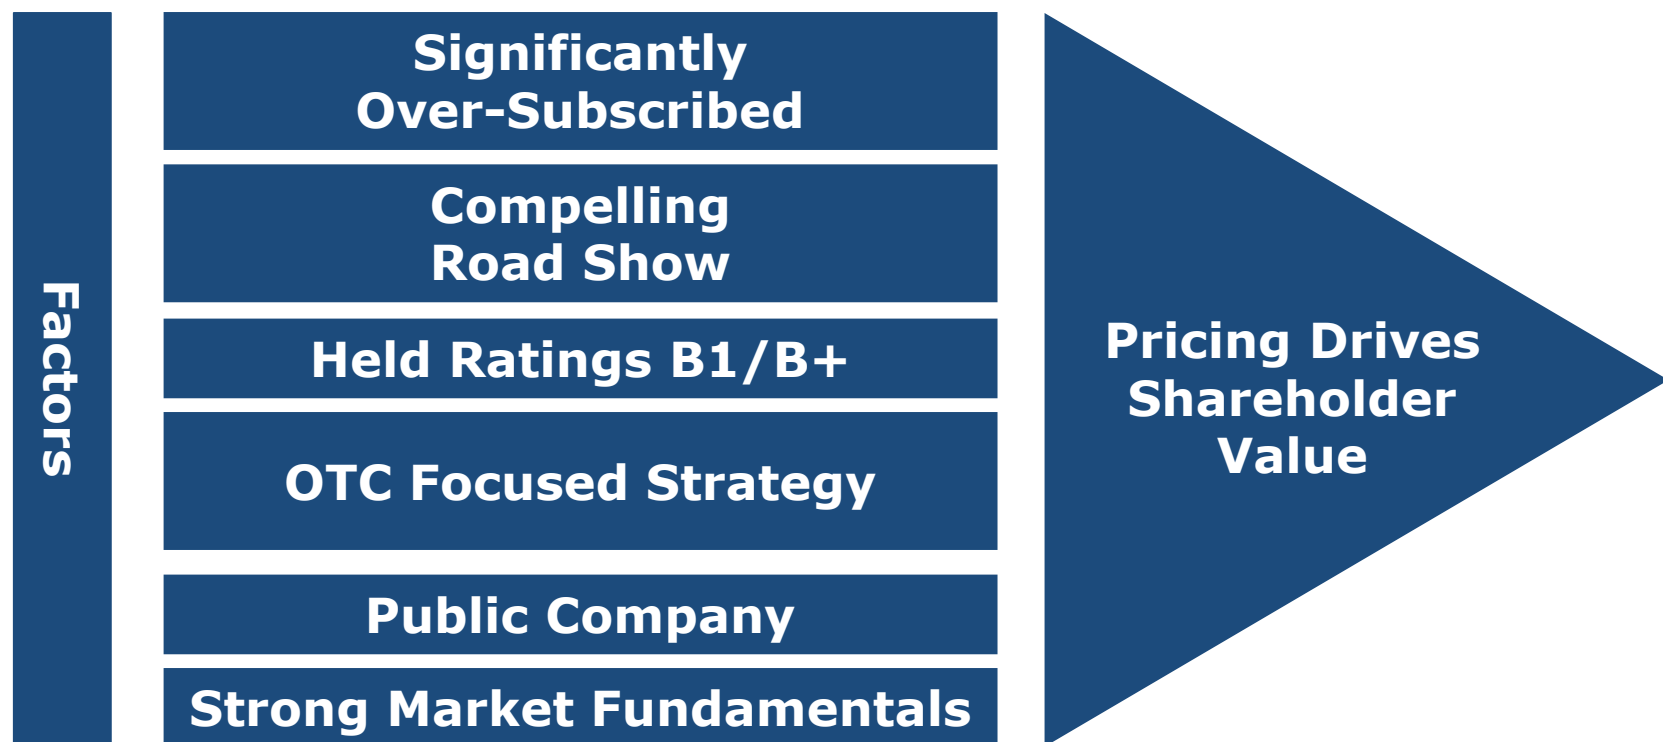 Factors
Significantly
Over-Subscribed
Compelling
Road Show
Held Ratings B1/B+
OTC Focused Strategy
Public Company
Strong Market Fundamentals
Pricing Drives
Shareholder
Value